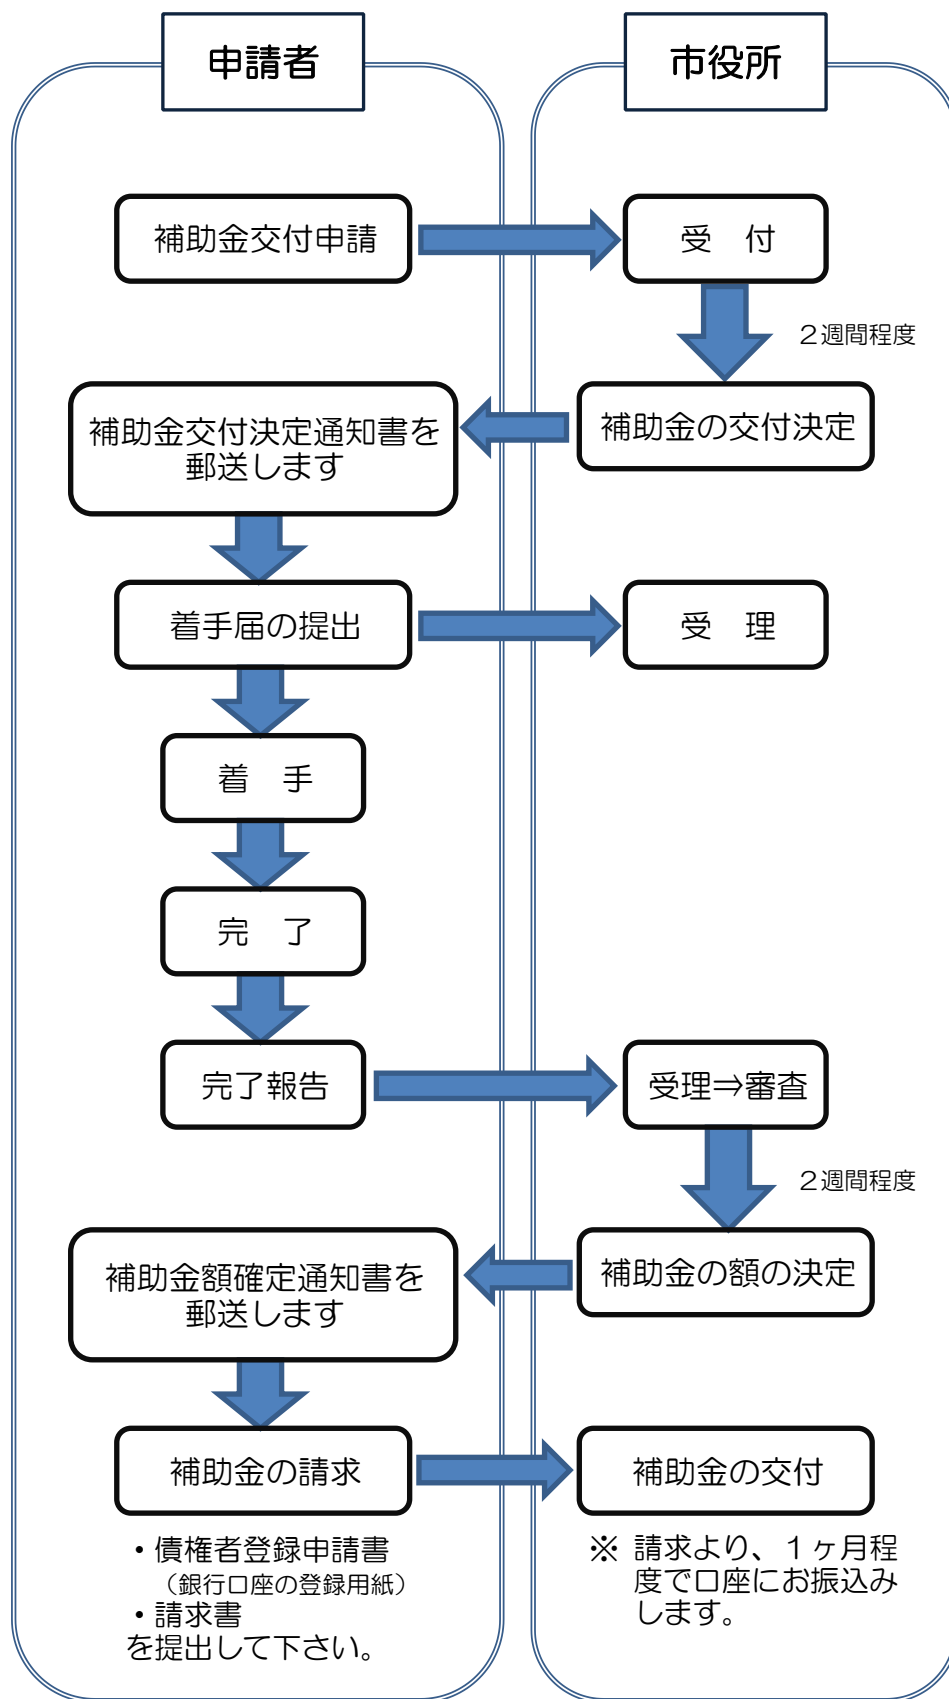 申請者
市役所
補助金交付申請
受　付
２週間程度
補助金交付決定通知書を
郵送します
補助金の交付決定
着手届の提出
受　理
着　手
完　了
完了報告
受理⇒審査
２週間程度
補助金額確定通知書を
郵送します
補助金の額の決定
補助金の請求
補助金の交付
・債権者登録申請書
（銀行口座の登録用紙）
・請求書
を提出して下さい。
※ 請求より、１ヶ月程
度で口座にお振込み
します。